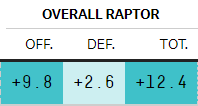 OVERALL RAPTOR
OFF. DEF. TOT.
+9.8 +2.6 +12.4